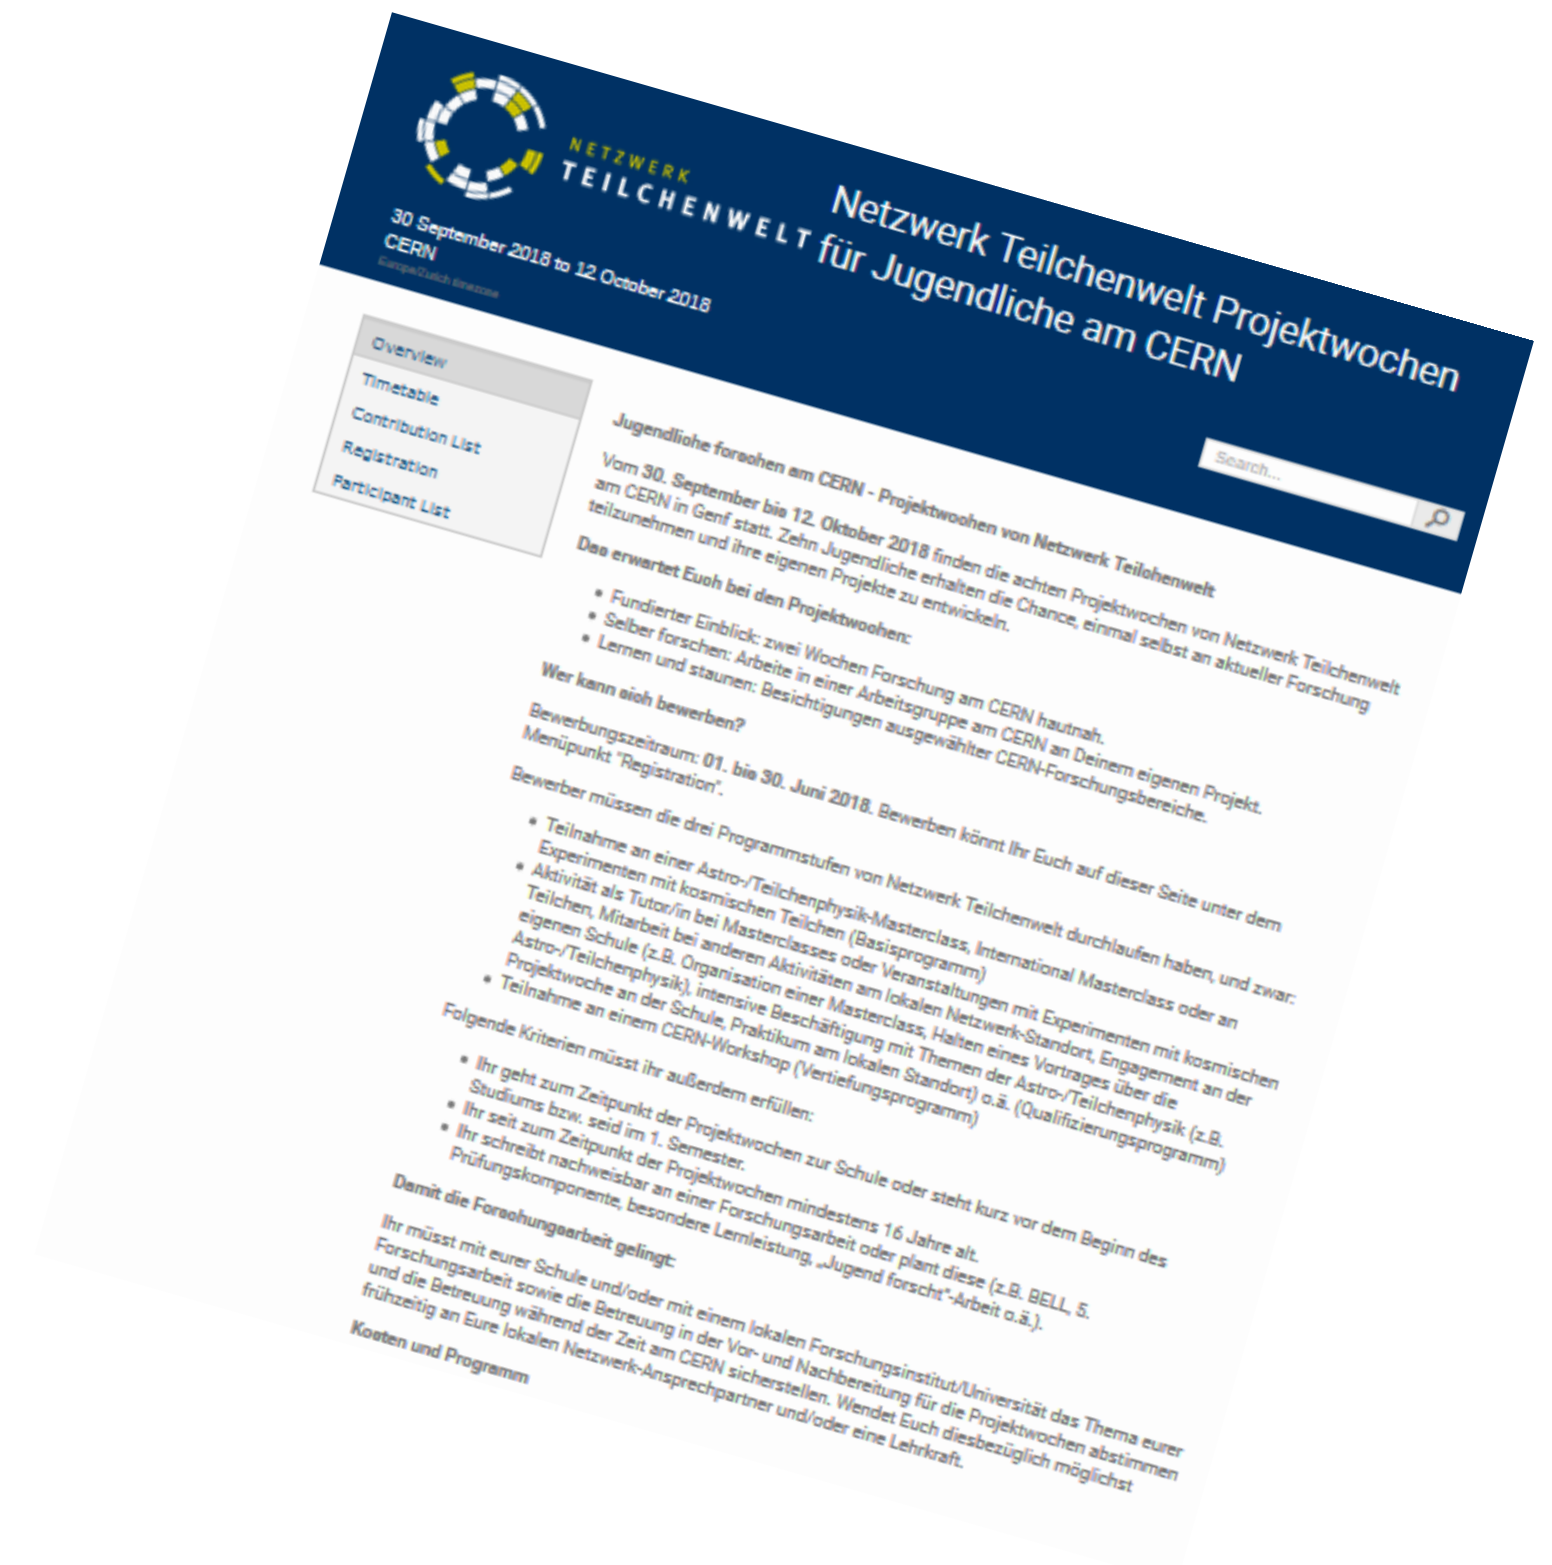 NETZWERK
TEILCHENWELT
Netzwerk Teilchenwelt Projektwochen
für Jugendliche am CERN
30 September 2018 to 12 October 2018
CERN
Europe/Zurich timezone
Search...
Overview
Timetable
Contribution List
Registration
Participant List
Jugendliche forschen am CERN - Projektwochen von Netzwerk Teilchenwelt
Vom 30. September bis 12. Oktober 2018 finden die achten Projektwochen von Netzwerk Teilchenwelt
am CERN in Genf statt. Zehn Jugendliche erhalten die Chance, einmal selbst an aktueller Forschung
teilzunehmen und ihre eigenen Projekte zu entwickeln.
Das erwartet Euch bei den Projektwochen:
• Fundierter Einblick: zwei Wochen Forschung am CERN hautnah.
• Selber forschen: Arbeite in einer Arbeitsgruppe am CERN an Deinem eigenen Projekt.
• Lernen und staunen: Besichtigungen ausgewählter CERN-Forschungsbereiche.
Wer kann sich bewerben?
Bewerbungszeitraum: 01. bis 30. Juni 2018. Bewerben könnt Ihr Euch auf dieser Seite unter dem
Menüpunkt "Registration".
Bewerber müssen die drei Programmstufen von Netzwerk Teilchenwelt durchlaufen haben, und zwar:
• Teilnahme an einer Astro-/Teilchenphysik-Masterclass, International Masterclass oder an
Experimenten mit kosmischen Teilchen (Basisprogramm)
• Aktivität als Tutor/in bei Masterclasses oder Veranstaltungen mit Experimenten mit kosmischen
Teilchen, Mitarbeit bei anderen Aktivitäten am lokalen Netzwerk-Standort, Engagement an der
eigenen Schule (z.B. Organisation einer Masterclass, Halten eines Vortrages über die
Astro-/Teilchenphysik), intensive Beschäftigung mit Themen der Astro-/Teilchenphysik (z.B.
Projektwoche an der Schule, Praktikum am lokalen Standort) o.ä. (Qualifizierungsprogramm)
• Teilnahme an einem CERN-Workshop (Vertiefungsprogramm)
Folgende Kriterien müsst ihr außerdem erfüllen:
• Ihr geht zum Zeitpunkt der Projektwochen zur Schule oder steht kurz vor dem Beginn des
Studiums bzw. seid im 1. Semester.
• Ihr seit zum Zeitpunkt der Projektwochen mindestens 16 Jahre alt.
• Ihr schreibt nachweisbar an einer Forschungsarbeit oder plant diese (z.B. BELL, 5.
Prüfungskomponente, besondere Lernleistung, „Jugend forscht"-Arbeit o.ä.).
Damit die Forschungsarbeit gelingt:
Ihr müsst mit eurer Schule und/oder mit einem lokalen Forschungsinstitut/Universität das Thema eurer
Forschungsarbeit sowie die Betreuung in der Vor- und Nachbereitung für die Projektwochen abstimmen
und die Betreuung während der Zeit am CERN sicherstellen. Wendet Euch diesbezüglich möglichst
frühzeitig an Eure lokalen Netzwerk-Ansprechpartner und/oder eine Lehrkraft.
Kosten und Programm